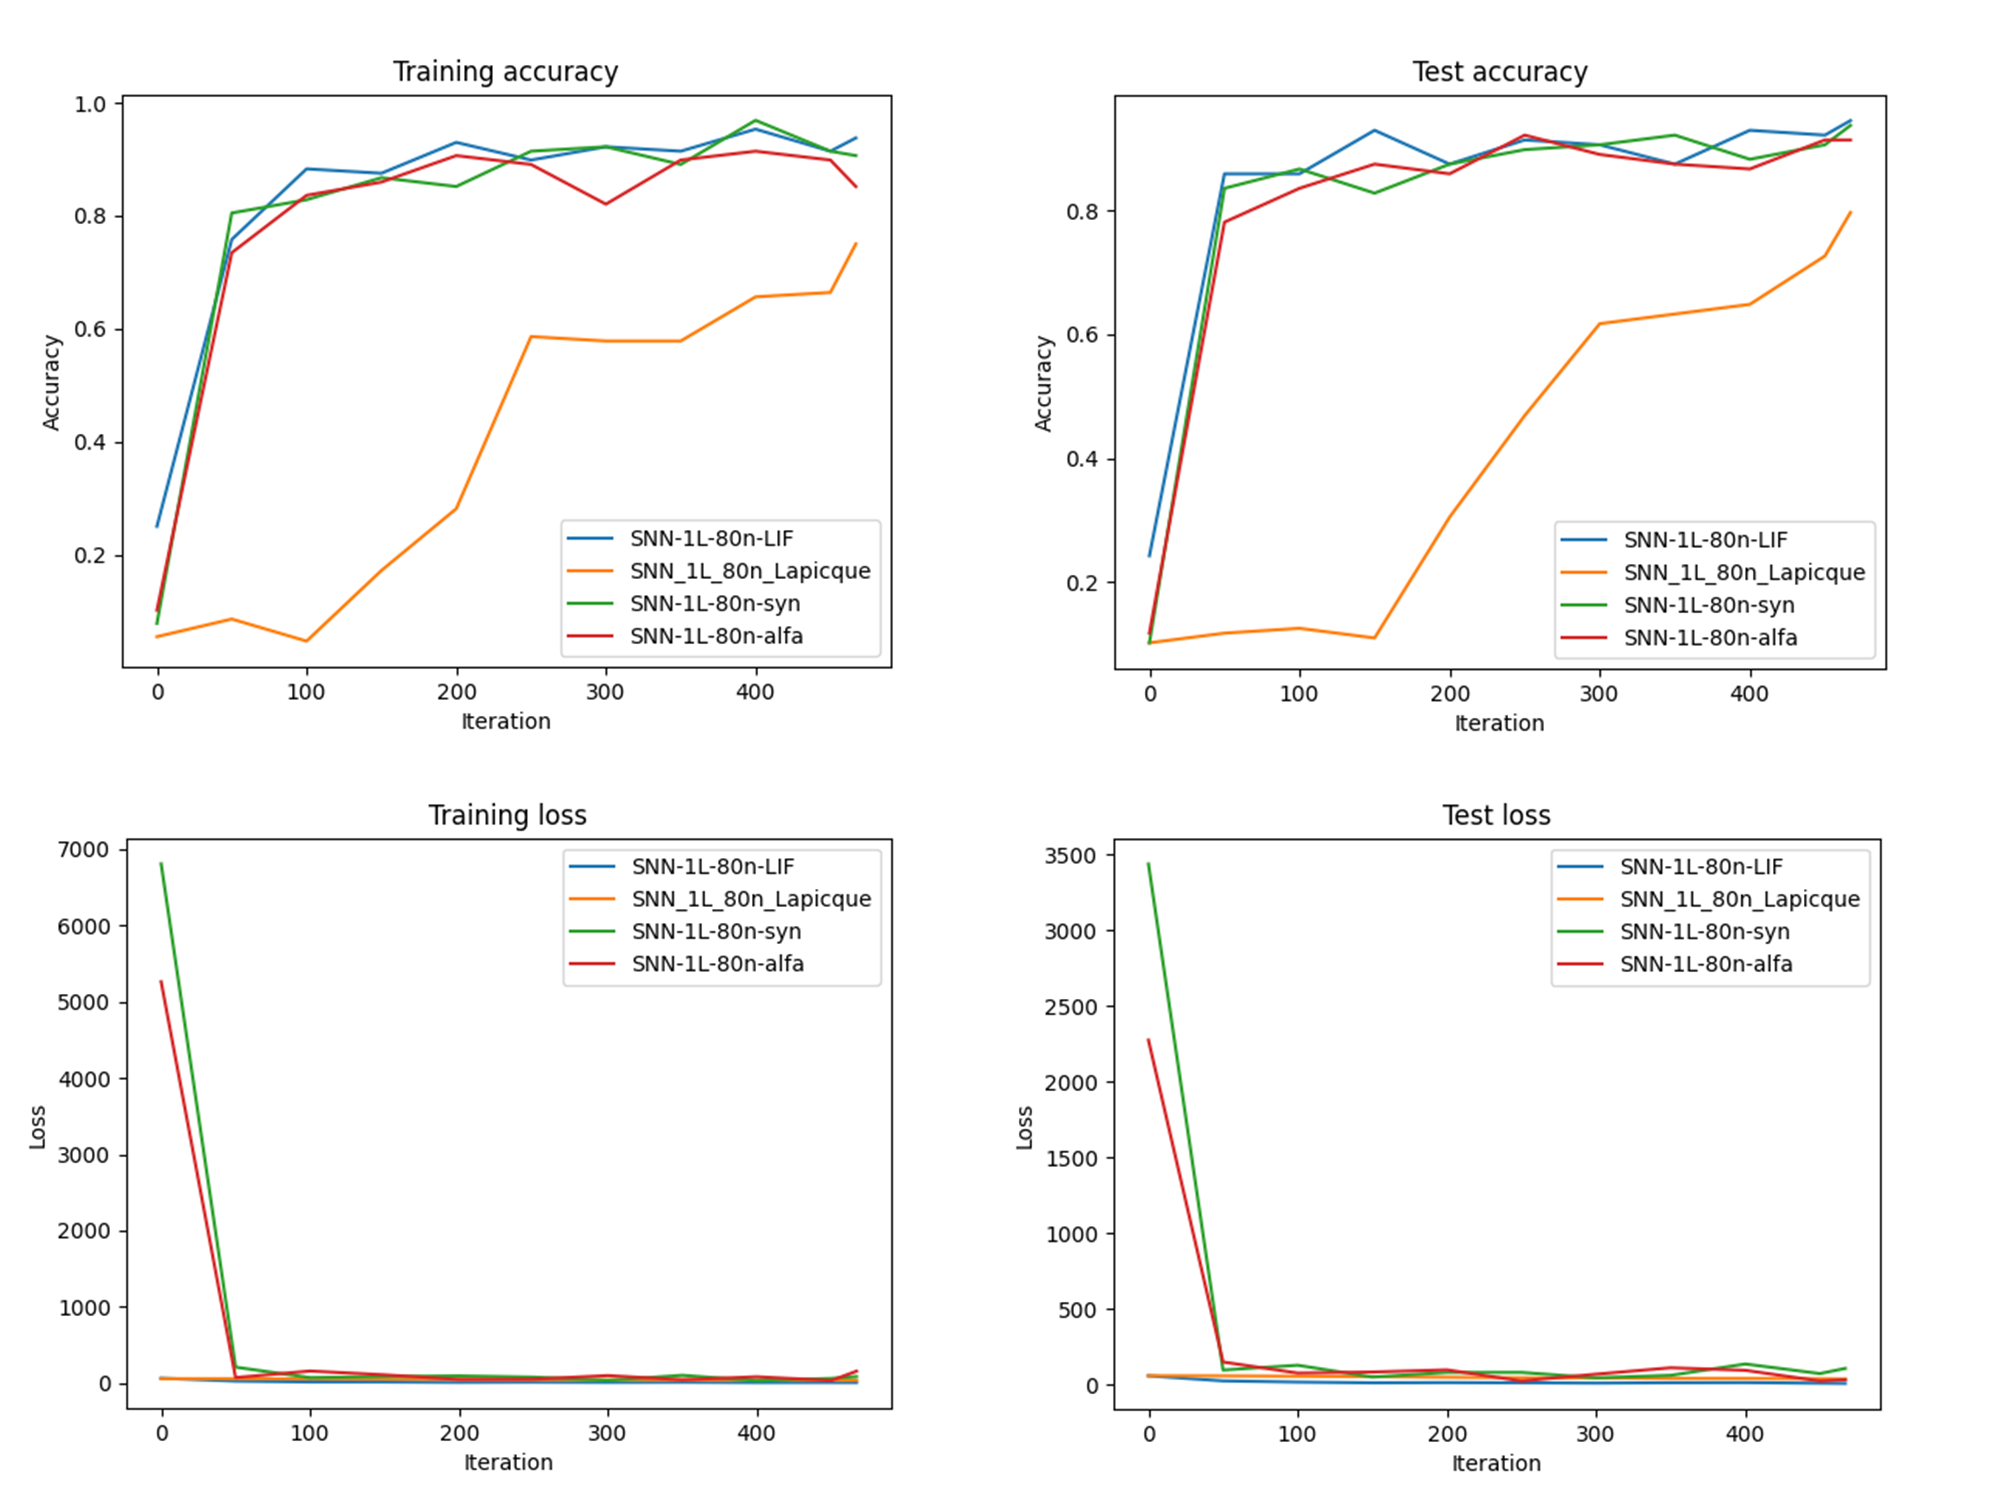 Training accuracy
1.0
0.8
0.6
0.4
0.2
Accuracy
SNN-1L-80n-LIF
SNN_1L_80n_Lapicque
SNN-1L-80n-syn
SNN-1L-80n-alfa
0 100 200 300 400
Iteration
Test accuracy
0.8
0.6
0.4
0.2
Accuracy
SNN-1L-80n-LIF
SNN_1L_80n_Lapicque
SNN-1L-80n-syn
SNN-1L-80n-alfa
0 100 200 300 400
Iteration
Training loss
7000
6000
5000
4000
3000
2000
1000
0
Loss
SNN-1L-80n-LIF
SNN_1L_80n_Lapicque
SNN-1L-80n-syn
SNN-1L-80n-alfa
0 100 200 300 400
Iteration
Test loss
3500
3000
2500
2000
1500
1000
500
0
Loss
SNN-1L-80n-LIF
SNN_1L_80n_Lapicque
SNN-1L-80n-syn
SNN-1L-80n-alfa
0 100 200 300 400
Iteration